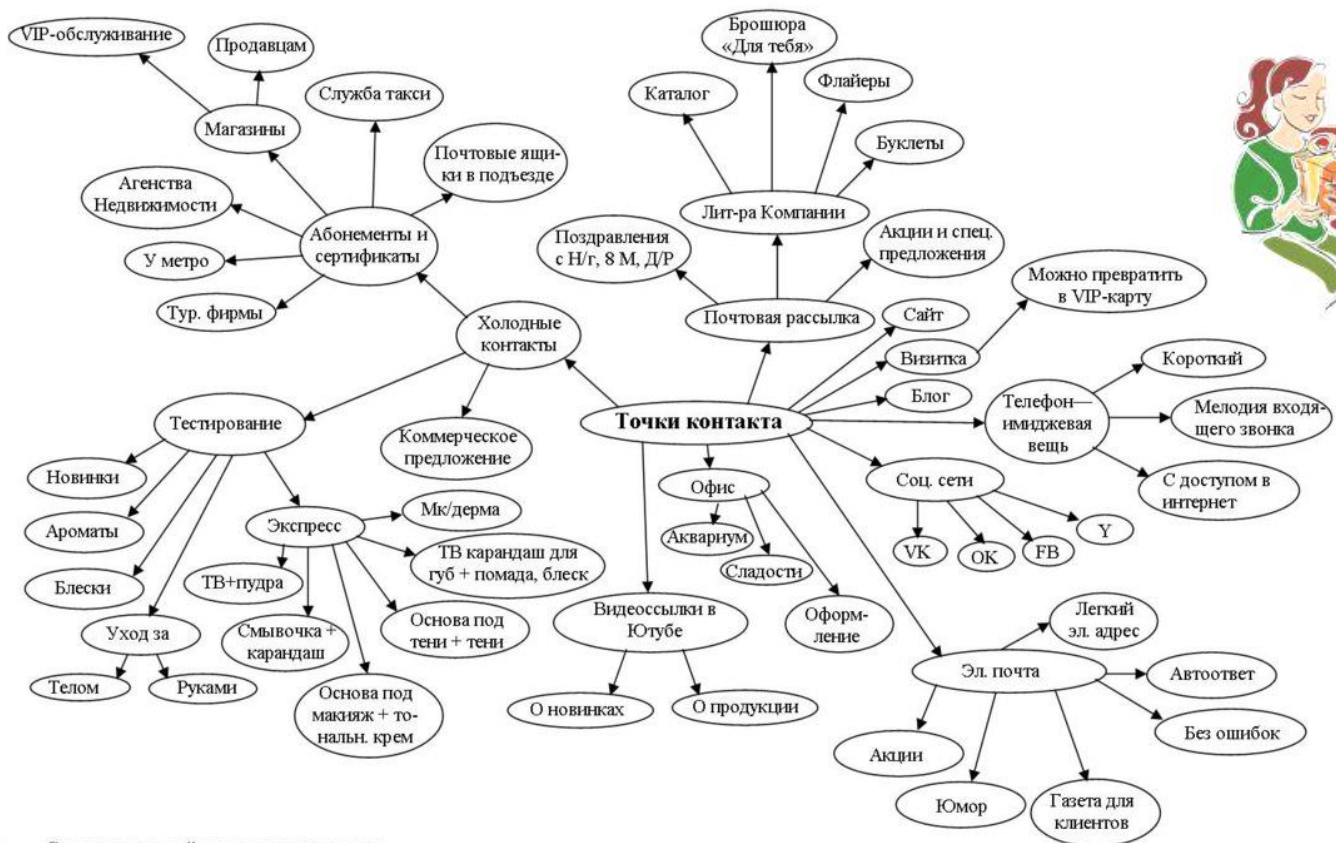 VIP-обслуживание
Продавцам
Магазины
Служба такси
Почтовые ящи-
ки в подъезде
Агенства
Недвижимости
Абонементы и
сертификаты
У метро
Тур. фирмы
Холодные
контакты
Брошюра
«Для тебя»
Каталог
Флайеры
Буклеты
Лит-ра Компании
Поздравления
с Н/г, 8 М, Д/Р
Акции и спец.
предложения
Почтовая рассылка
Можно превратить
в VIP-карту
Сайт
Визитка
Блог
Точки контакта
Телефон—
имиджевая
вещь
Короткий
Мелодия входя-
щего звонка
С доступом в
интернет
Соц. сети
VK
OK
FB
Y
Тестирование
Коммерческое
предложение
Новинки
Ароматы
Блески
Уход за
Телом
Руками
Экспресс
Мк/дерма
ТВ карандаш для
губ + помада, блеск
ТВ+пудра
Смывочка +
карандаш
Основа под
тени + тени
Основа под
макияж + то-
нальн. крем
Офис
Аквариум
Сладости
Оформ-
ление
Видеоссылки в
Ютубе
О новинках
О продукции
Эл. почта
Легкий
эл. адрес
Автоответ
Без ошибок
Акции
Юмор
Газета для
клиентов